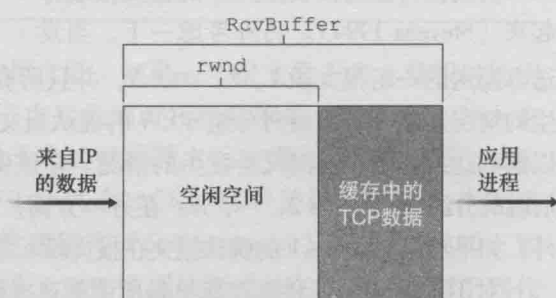 RcvBuffer
rwnd
来自IP
的数据
空闲空间
缓存中的
TCP数据
应用
进程